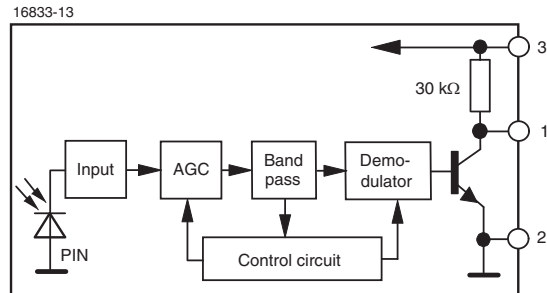 16833-13
3
30 kΩ
1
Input
AGC
Band
pass
Demo-
dulator
2
PIN
Control circuit